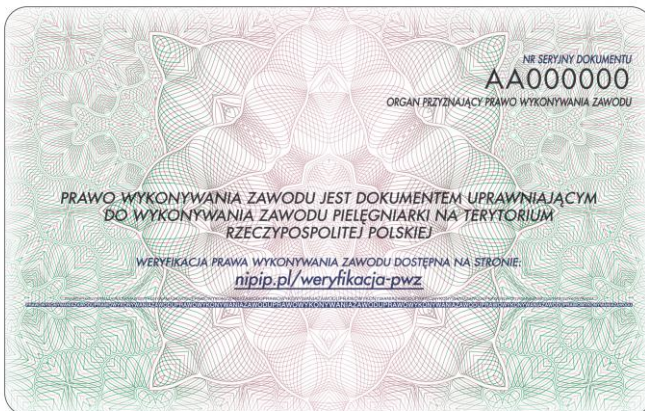 NR SERYJNY DOKUMENTU
AA000000
ORGAN PRZYZNAJĄCY PRAWO WYKONYWANIA ZAWODU
PRAWO WYKONYWANIA ZAWODU JEST DOKUMENTEM UPRAWNIAJĄCYM
DO WYKONYWANIA ZAWODU PIELĘGNIARKI NA TERYTORIUM
RZECZYPOSPOLITEJ POLSKIEJ
WERYFIKACJA PRAWA WYKONYWANIA ZAWODU DOSTĘPNA NA STRONIE:
nipip.pl/weryfikacja-pwz